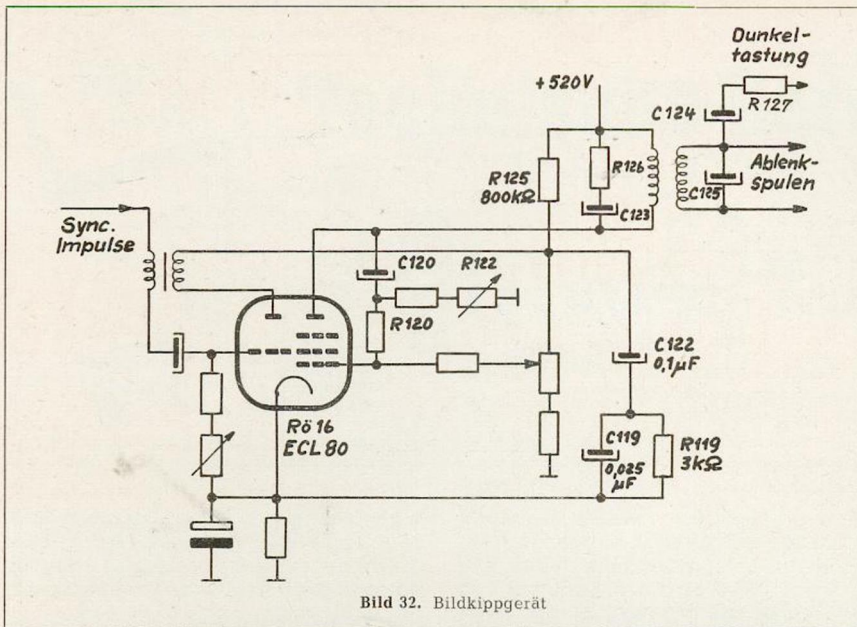 Dunkel-
tastung
+520V
C124
R127
R125
800kΩ
R126
C123
C125
Ablenk-
spulen
Sync.
Impulse
C120
R122
R120
C122
0,1µF
Rö 16
ECL 80
C119
0,025
µF
R119
3kΩ
Bild 32. Bildkippgerät